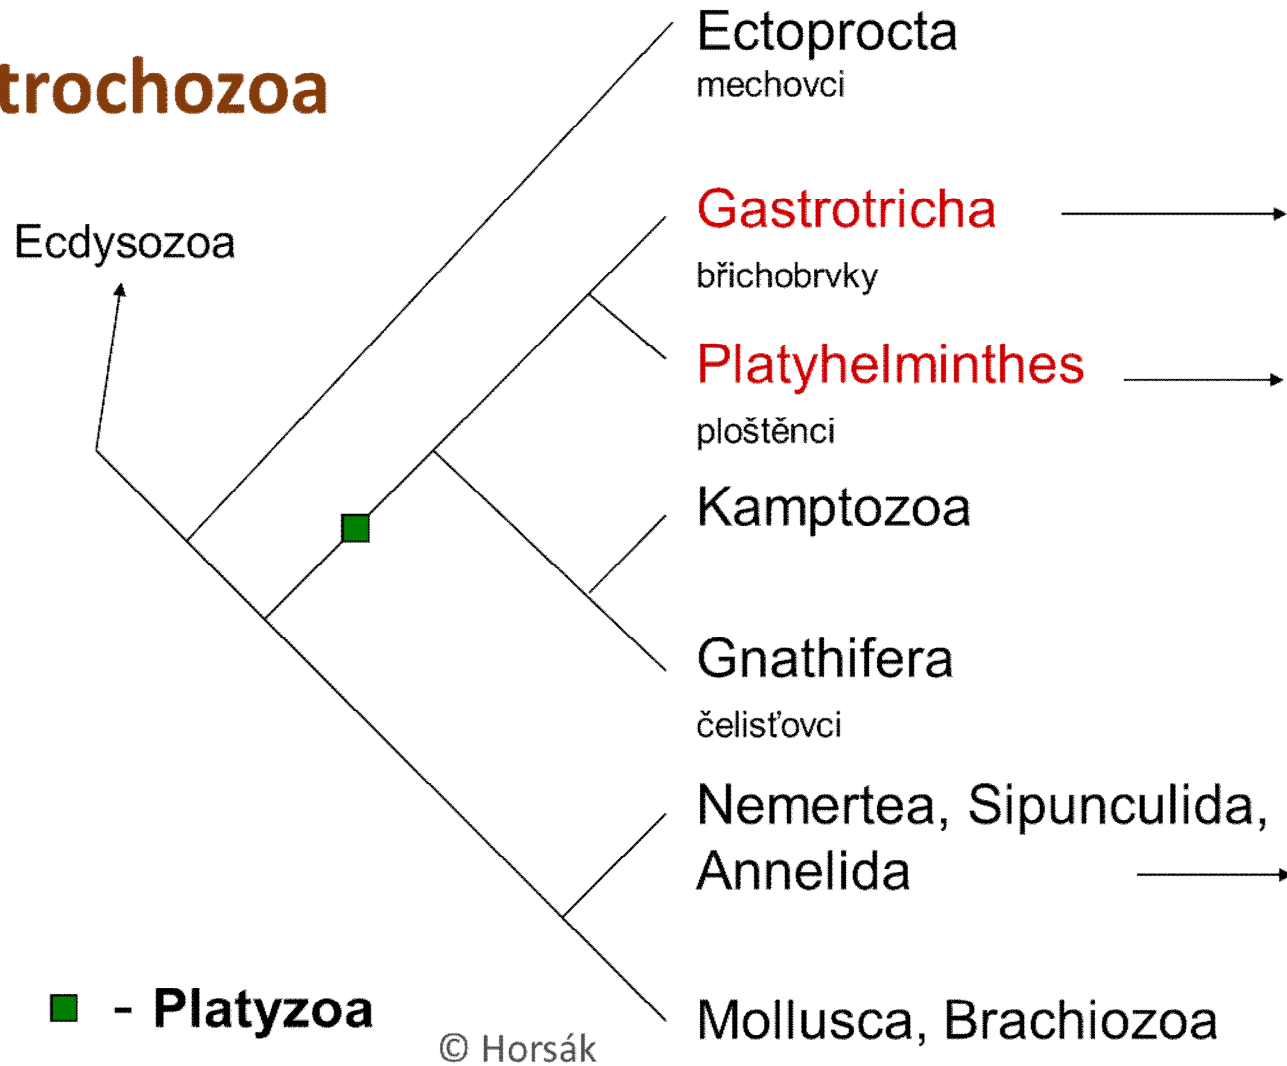 trochozoa
Ectoprocta
mechovci
Ecdysozoa
Gastrotricha
břichobrvky
Platyhelminthes
ploštěnci
Kamptozoa
Gnathifera
čelisťovci
Nemertea, Sipunculida,
Annelida
Mollusca, Brachiozoa
- Platyzoa
© Horsák